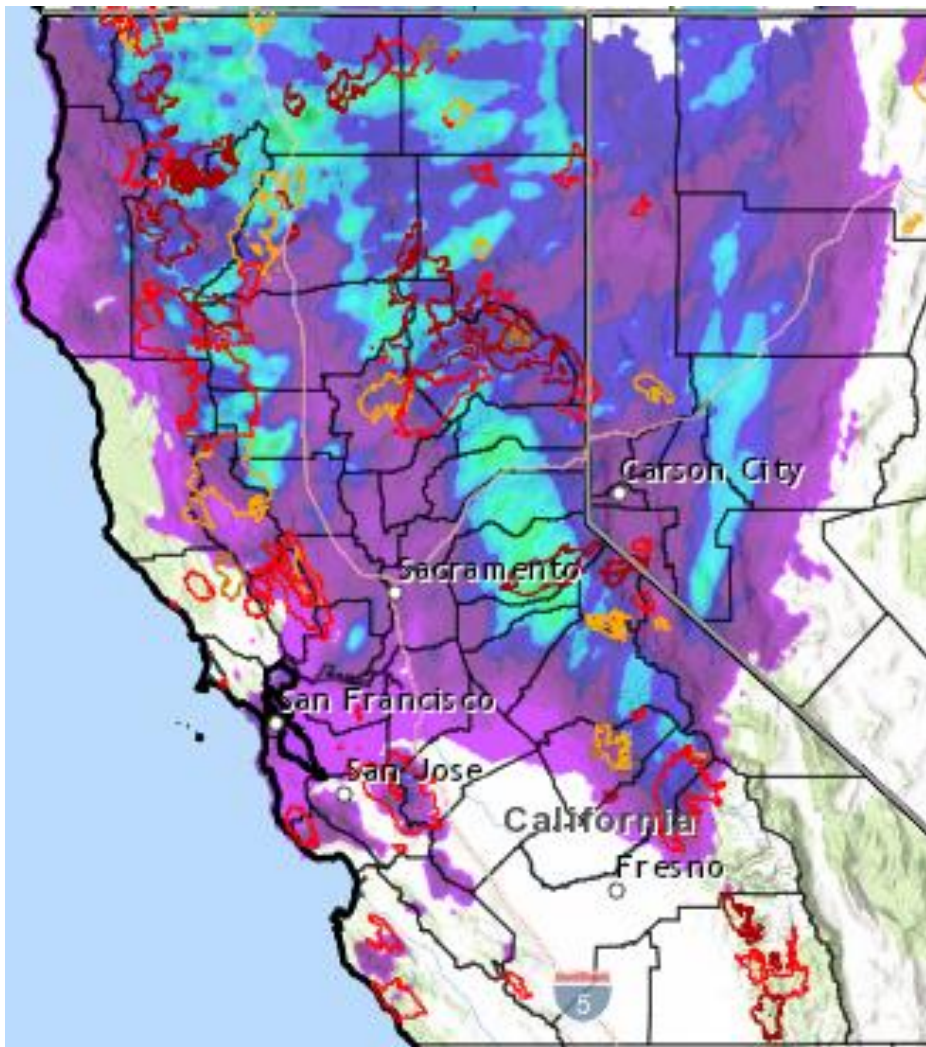 Carson City
Sacramento
San Francisco
San Jose
California
Fresno
5